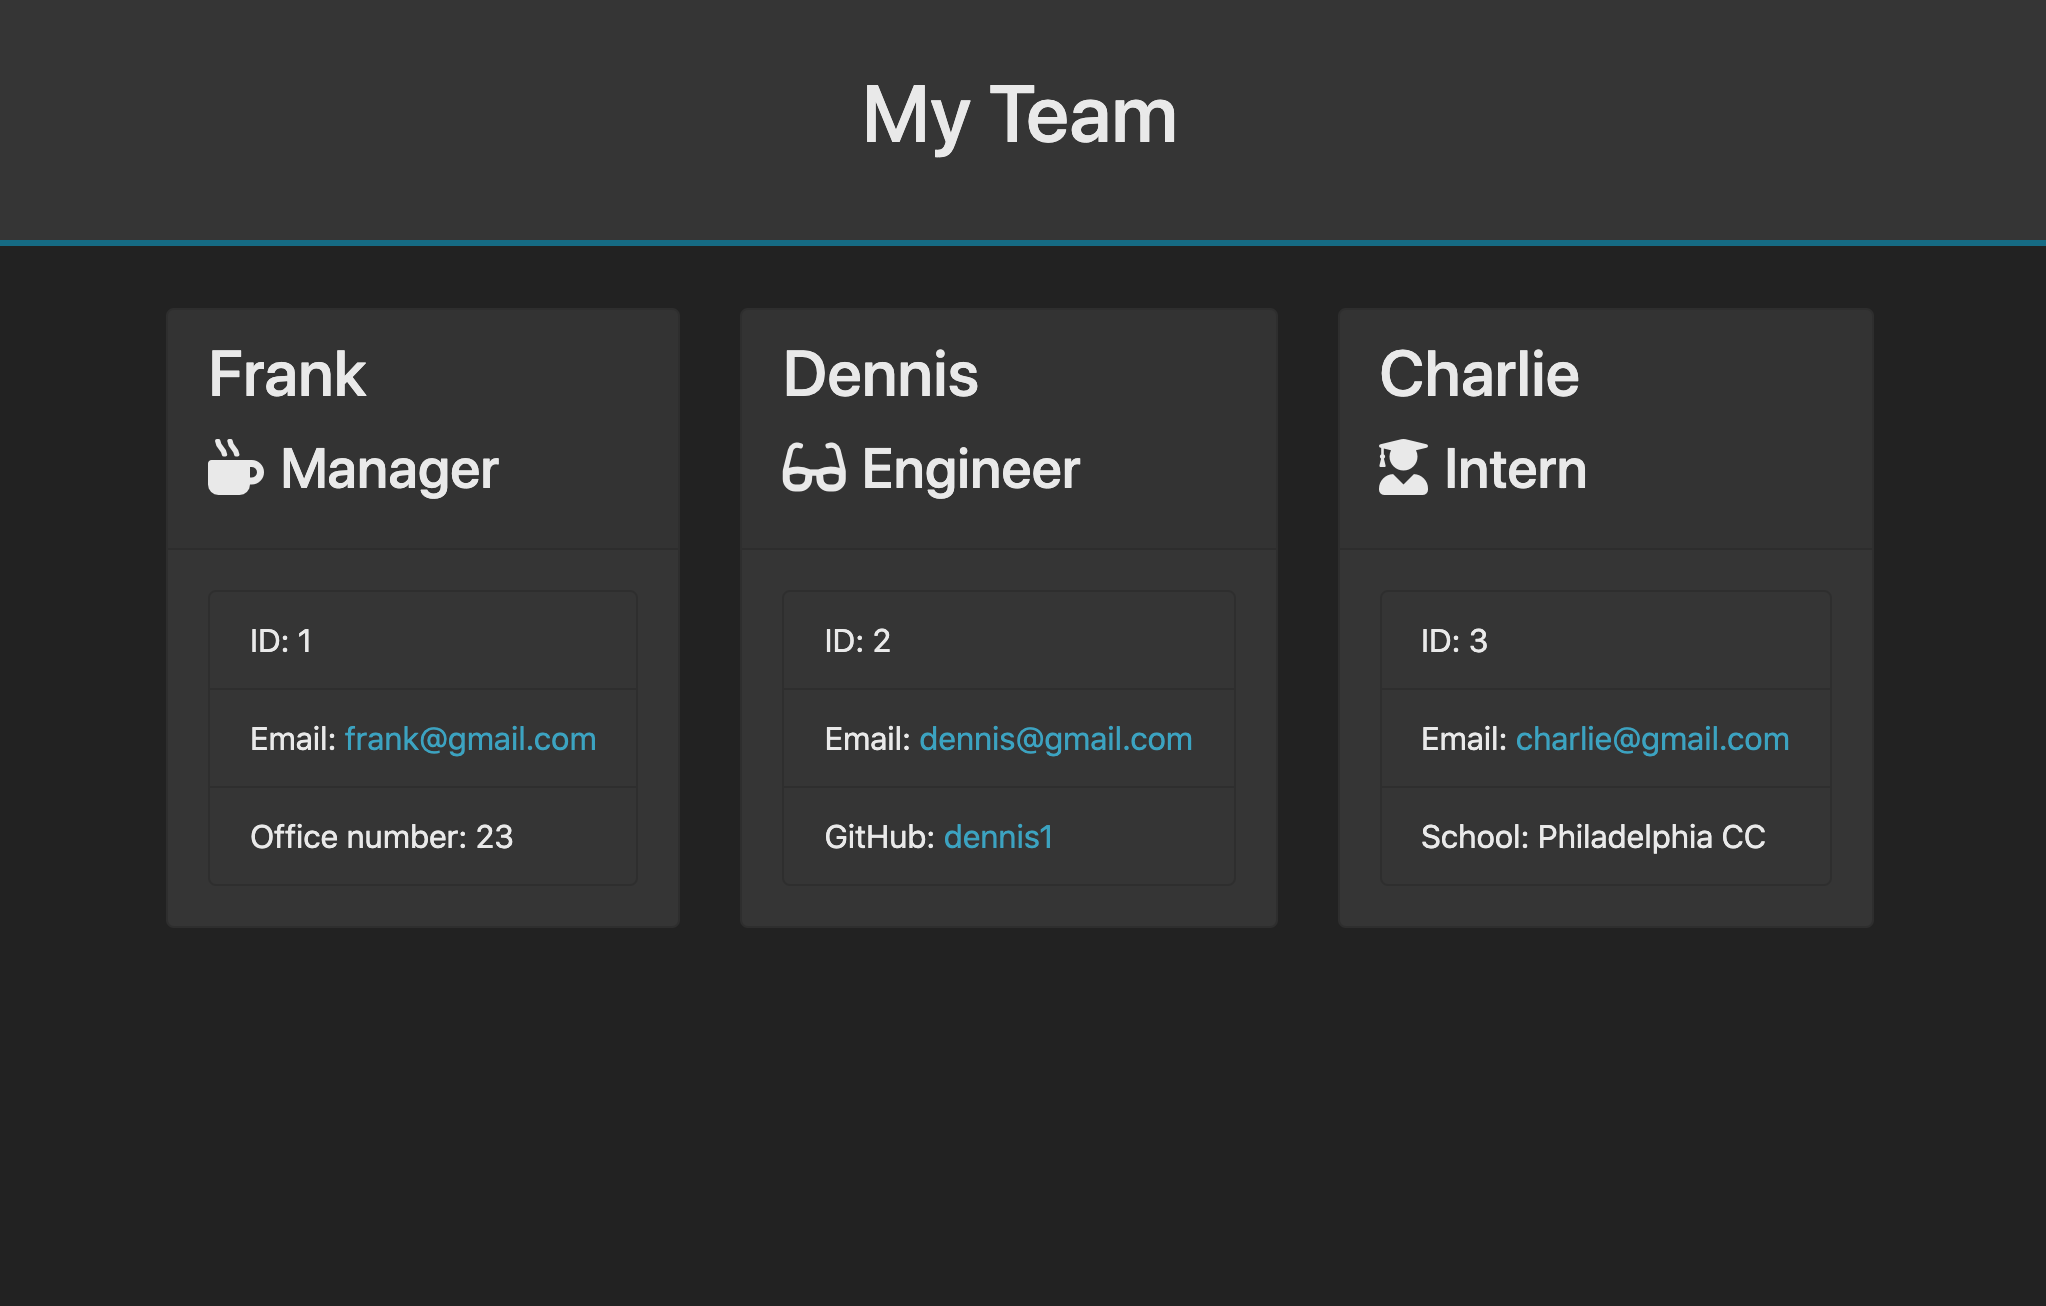 My Team
Frank
Manager
ID: 1
Email: frank@gmail.com
Office number: 23
Dennis
Engineer
ID: 2
Email: dennis@gmail.com
GitHub: dennis1
Charlie
Intern
ID: 3
Email: charlie@gmail.com
School: Philadelphia CC